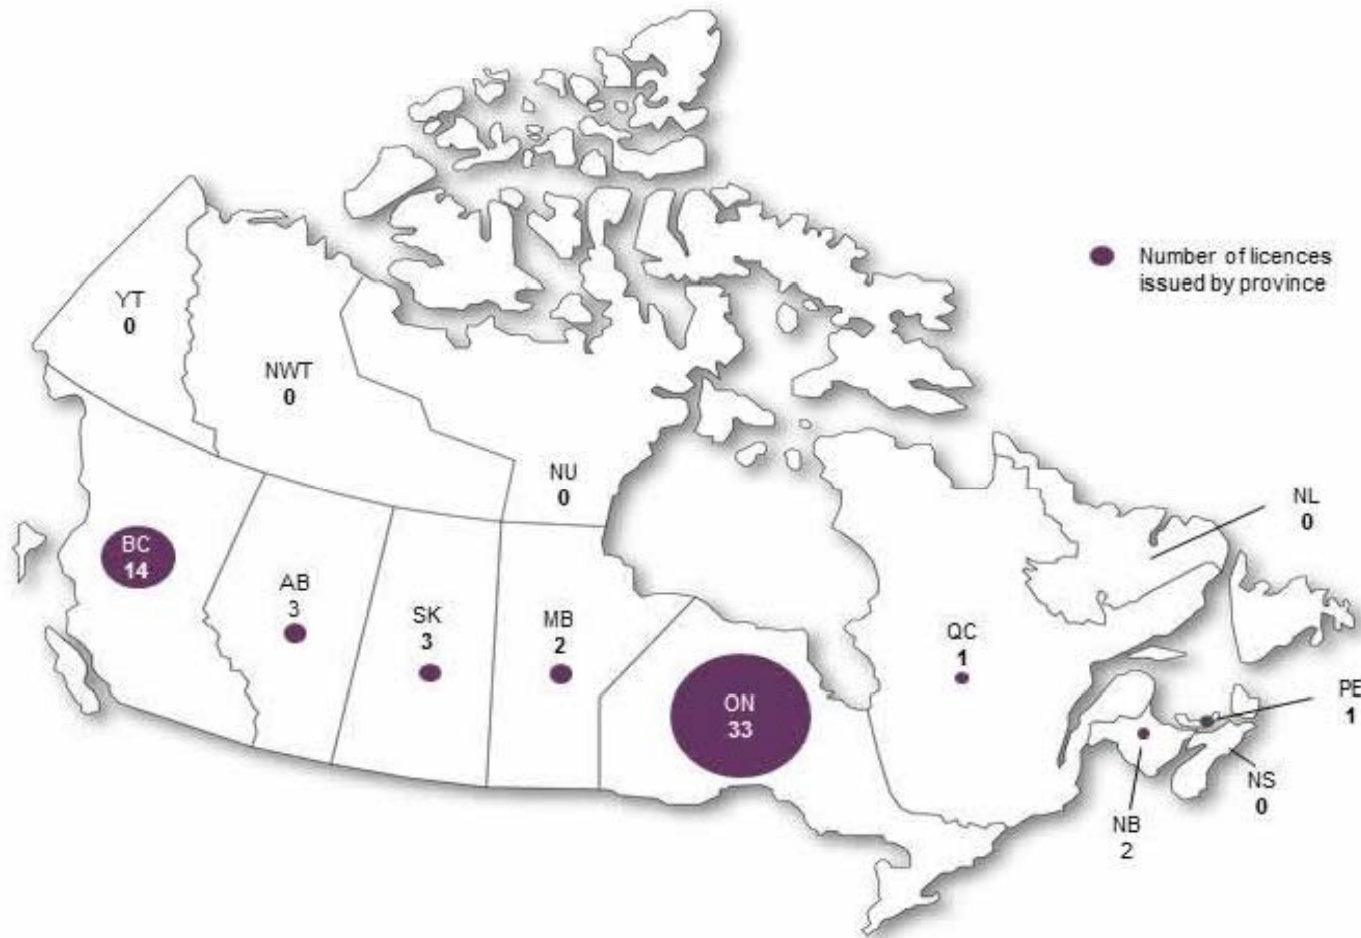 Number of licences
issued by province
YT
0
NWT
0
NU
0
NL
0
BC
14
AB
3
SK
3
MB
2
ON
33
QC
1
PE
1
NS
0
NB
2